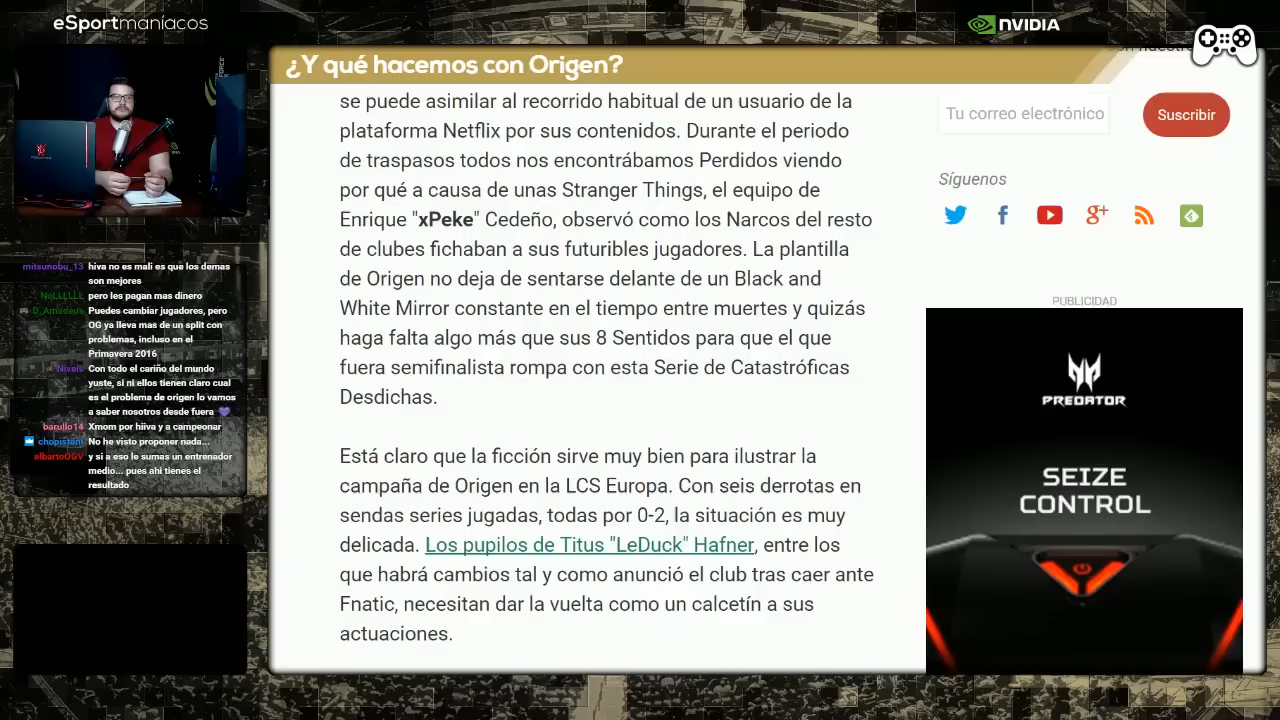 eSportmaníacos
NVIDIA
¿Y qué hacemos con Origen?
se puede asimilar al recorrido habitual de un usuario de la
plataforma Netflix por sus contenidos. Durante el periodo
de traspasos todos nos encontrábamos Perdidos viendo
por qué a causa de unas Stranger Things, el equipo de
Enrique "xPeke" Cedeño, observó como los Narcos del resto
de clubes fichaban a sus futuribles jugadores. La plantilla
de Origen no deja de sentarse delante de un Black and
White Mirror constante en el tiempo entre muertes y quizás
haga falta algo más que sus 8 Sentidos para que el que
fuera semifinalista rompa con esta Serie de Catastróficas
Desdichas.
Está claro que la ficción sirve muy bien para ilustrar la
campaña de Origen en la LCS Europa. Con seis derrotas en
sendas series jugadas, todas por 0-2, la situación es muy
delicada. Los pupilos de Titus "LeDuck" Hafner, entre los
que habrá cambios tal y como anunció el club tras caer ante
Fnatic, necesitan dar la vuelta como un calcetín a sus
actuaciones.
Tu correo electrónico
Suscribir
Síguenos
PUBLICIDAD
PREDATOR
SEIZE
CONTROL
mitsunobu_13 hiva no es mali es que los demas
son mejores
NoLLLLLL pero les pagan mas dinero
D_Amadeus Puedes cambiar jugadores, pero
OG ya lleva mas de un split con
problemas, incluso en el
Primavera 2016
Niveis Con todo el cariño del mundo
yuste, si ni ellos tienen claro cual
es el problema de origen lo vamos
a saber nosotros desde fuera
barullo14 Xmom por hiiva y a campeonar
chopistant No he visto proponer nada...
elbartoOGV y si a eso le sumas un entrenador
medio... pues ahi tienes el
resultado